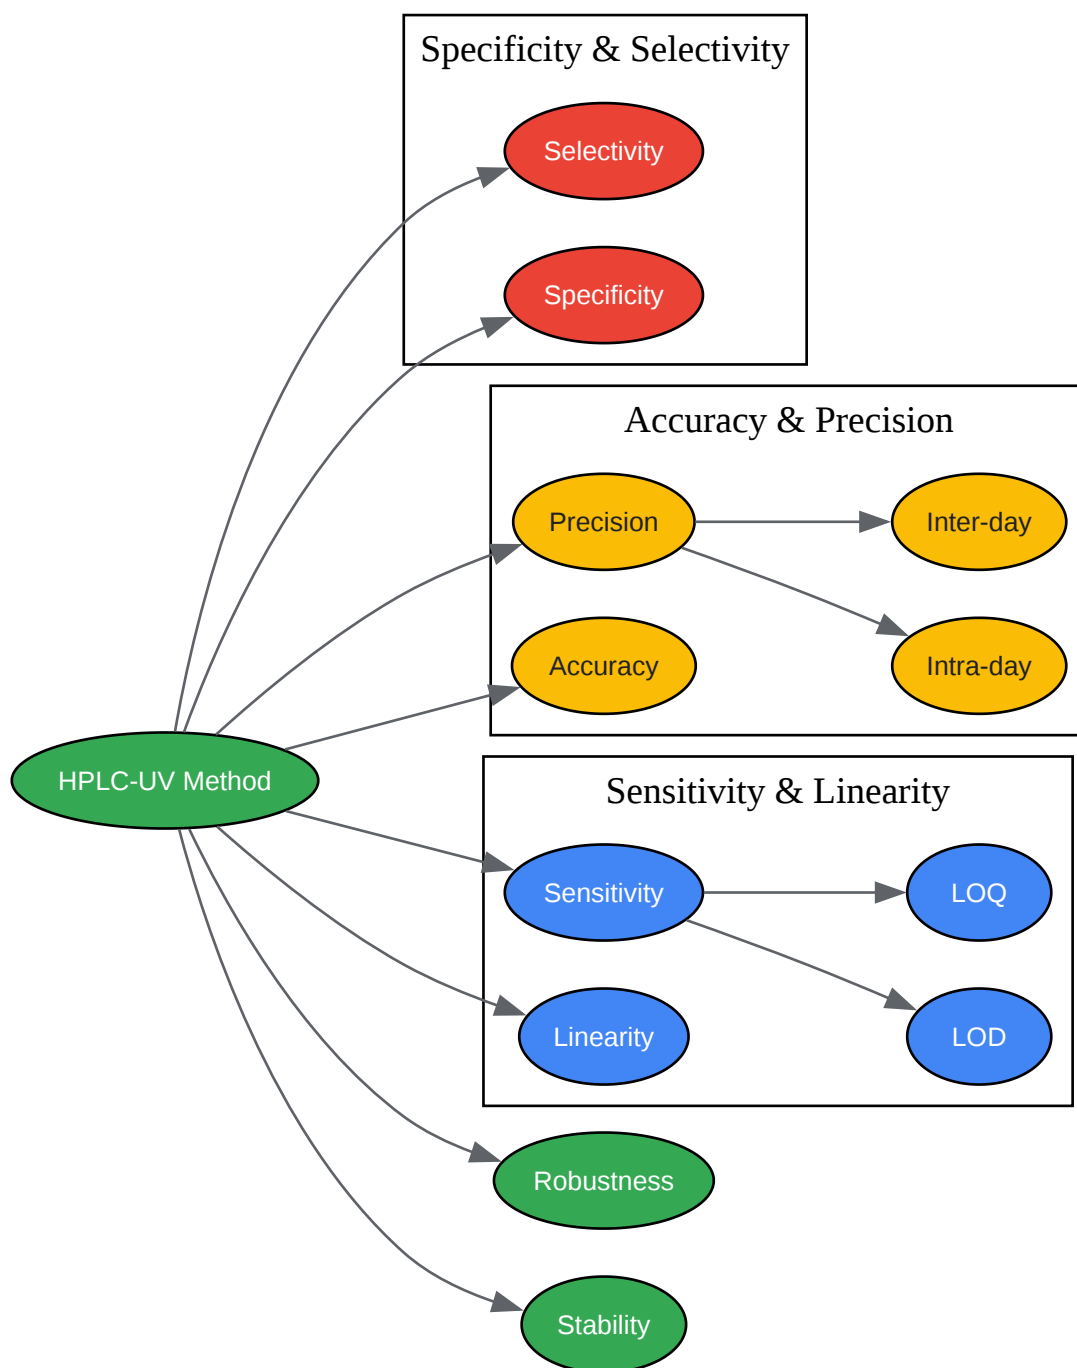 Specificity & Selectivity
Selectivity
Specificity
Accuracy & Precision
Precision
Inter-day
Accuracy
Intra-day
HPLC-UV Method
Sensitivity & Linearity
Sensitivity
LOQ
Linearity
LOD
Robustness
Stability